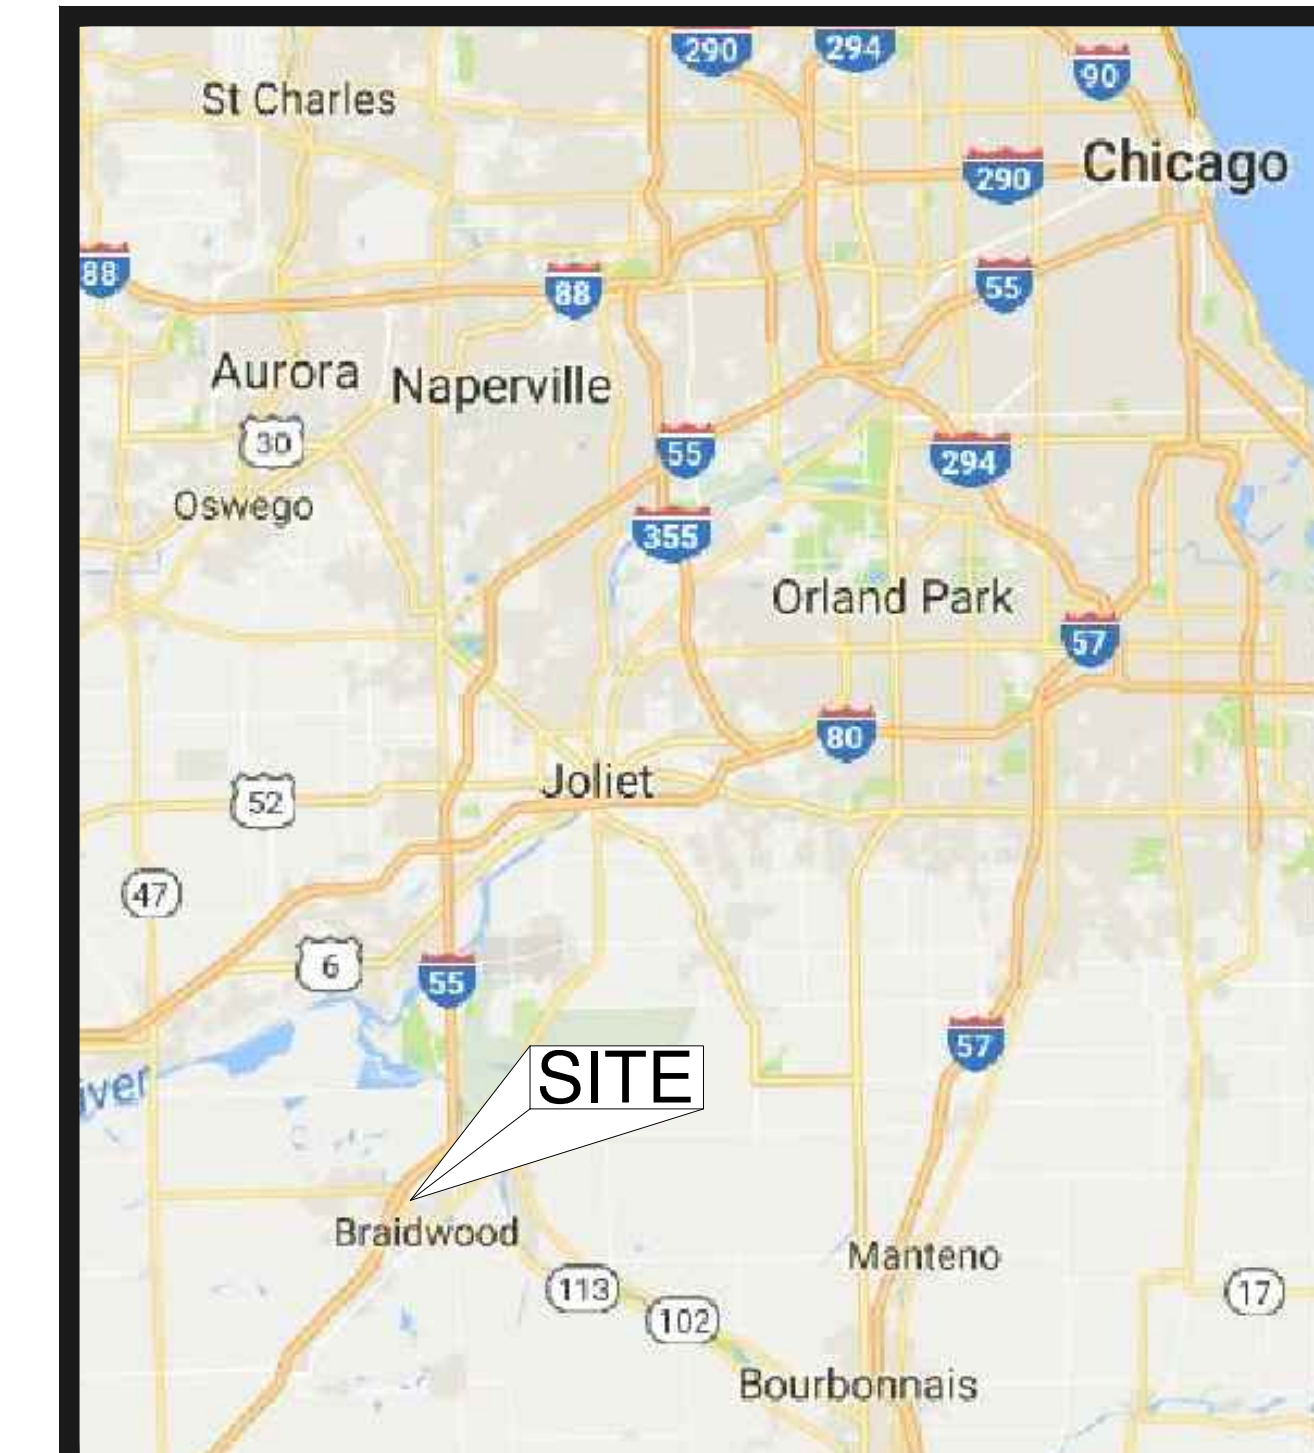 290
294
90
St Charles
Chicago
290
88
88
55
Aurora
Naperville
30
55
294
Oswego
355
Orland Park
57
80
Joliet
52
47
6
55
57
SITE
iver
Braidwood
Manteno
113
17
102
Bourbonnais